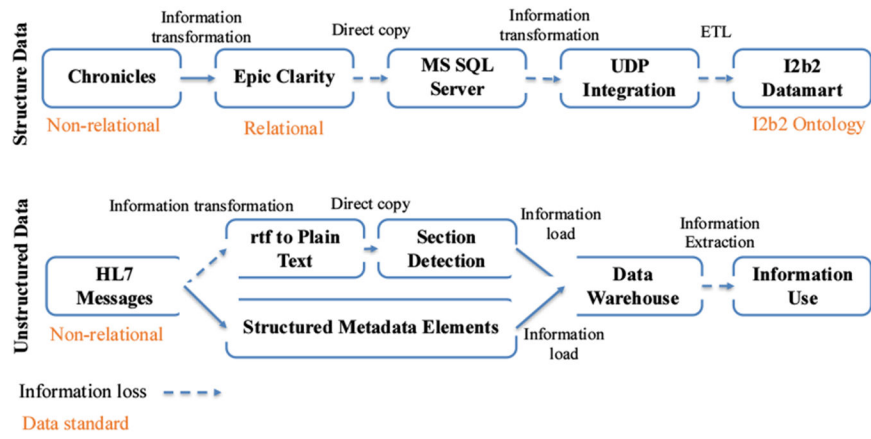 Structure Data
Information
transformation
Direct copy
Information
transformation
ETL
Chronicles
Epic Clarity
MS SQL
Server
UDP
Integration
I2b2
Datamart
Non-relational
Relational
I2b2 Ontology
Unstructured Data
Information transformation
Direct copy
Information
load
Information
Extraction
rtf to Plain
Text
Section
Detection
HL7
Messages
Data
Warehouse
Information
Use
Structured Metadata Elements
Non-relational
Information
load
Information loss
Data standard